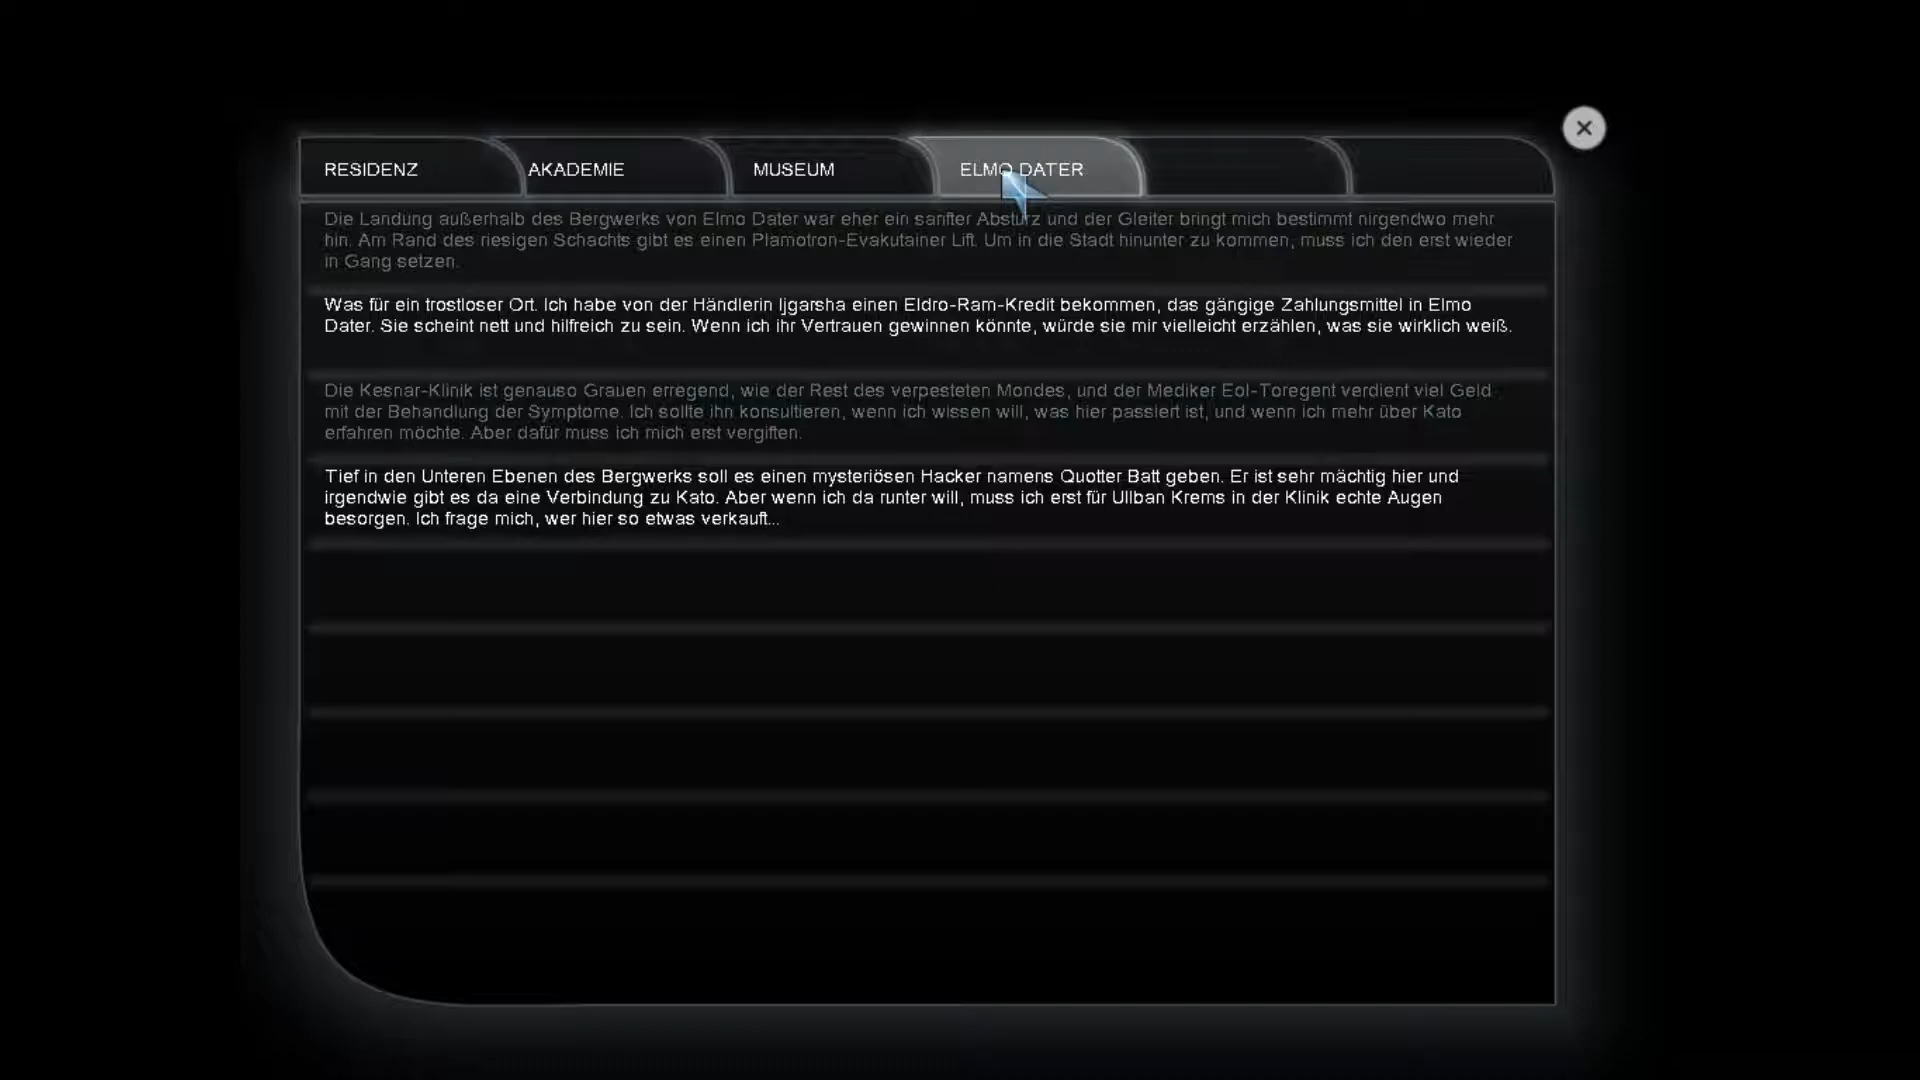 RESIDENZ
AKADEMIE
MUSEUM
ELMO DATER
Die Landung außerhalb des Bergwerks von Elmo Dater war eher ein sanfter Absturz und der Gleiter bringt mich bestimmt nirgendwo mehr
hin. Am Rand des riesigen Schachts gibt es einen Plamotron-Evakutainer Lift. Um in die Stadt hinunter zu kommen, muss ich den erst wieder
in Gang setzen.
Was für ein trostloser Ort. Ich habe von der Händlerin Ijgarsha einen Eldro-Ram-Kredit bekommen, das gängige Zahlungsmittel in Elmo
Dater. Sie scheint nett und hilfreich zu sein. Wenn ich ihr Vertrauen gewinnen könnte, würde sie mir vielleicht erzählen, was sie wirklich weiß.
Die Kesnar-Klinik ist genauso Grauen erregend, wie der Rest des verpesteten Mondes, und der Mediker Eol-Toregent verdient viel Geld
mit der Behandlung der Symptome. Ich sollte ihn konsultieren, wenn ich wissen will, was hier passiert ist, und wenn ich mehr über Kato
erfahren möchte. Aber dafür muss ich mich erst vergiften.
Tief in den Unteren Ebenen des Bergwerks soll es einen mysteriösen Hacker namens Quotter Batt geben. Er ist sehr mächtig hier und
irgendwie gibt es da eine Verbindung zu Kato. Aber wenn ich da runter will, muss ich erst für Ullban Krems in der Klinik echte Augen
besorgen. Ich frage mich, wer hier so etwas verkauft...